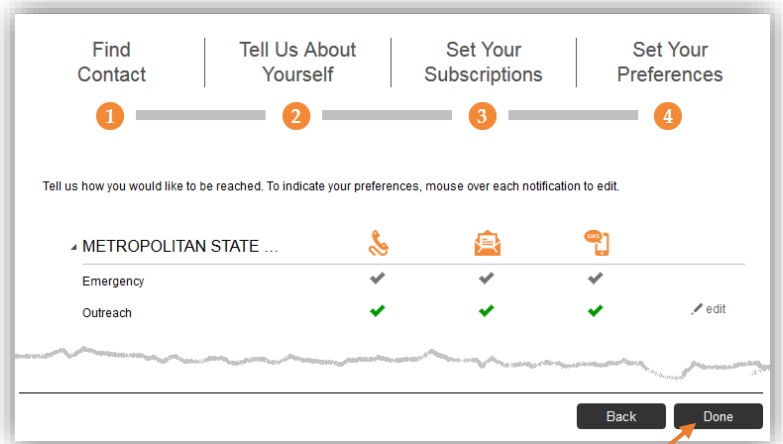 Find
Contact
Tell Us About
Yourself
Set Your
Subscriptions
Set Your
Preferences
1 2 3 4
Tell us how you would like to be reached. To indicate your preferences, mouse over each notification to edit.
METROPOLITAN STATE ...
SMS
Emergency
Outreach edit
Back Done